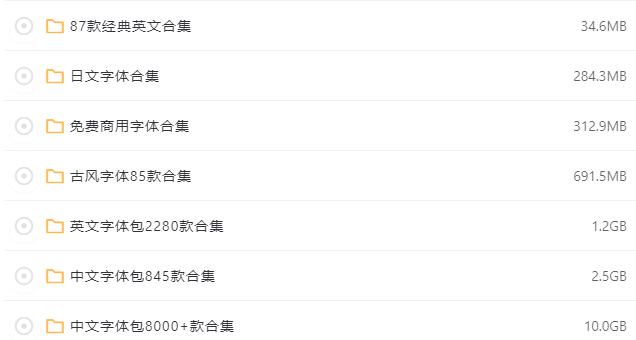 87款经典英文合集 34.6MB
日文字体合集 284.3MB
免费商用字体合集 312.9MB
古风字体85款合集 691.5MB
英文字体包2280款合集 1.2GB
中文字体包845款合集 2.5GB
中文字体包8000+款合集 10.0GB